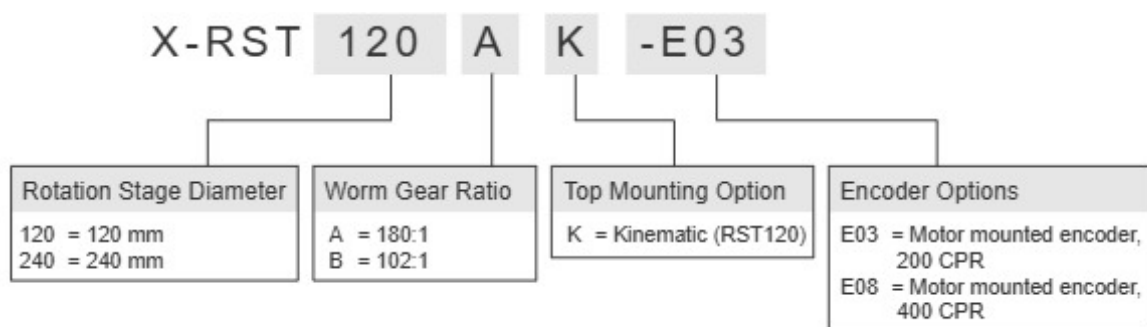 X-RST 120 A K -E03
Rotation Stage Diameter
120 = 120 mm
240 = 240 mm
Worm Gear Ratio
A = 180:1
B = 102:1
Top Mounting Option
K = Kinematic (RST120)
Encoder Options
E03 = Motor mounted encoder,
200 CPR
E08 = Motor mounted encoder,
400 CPR